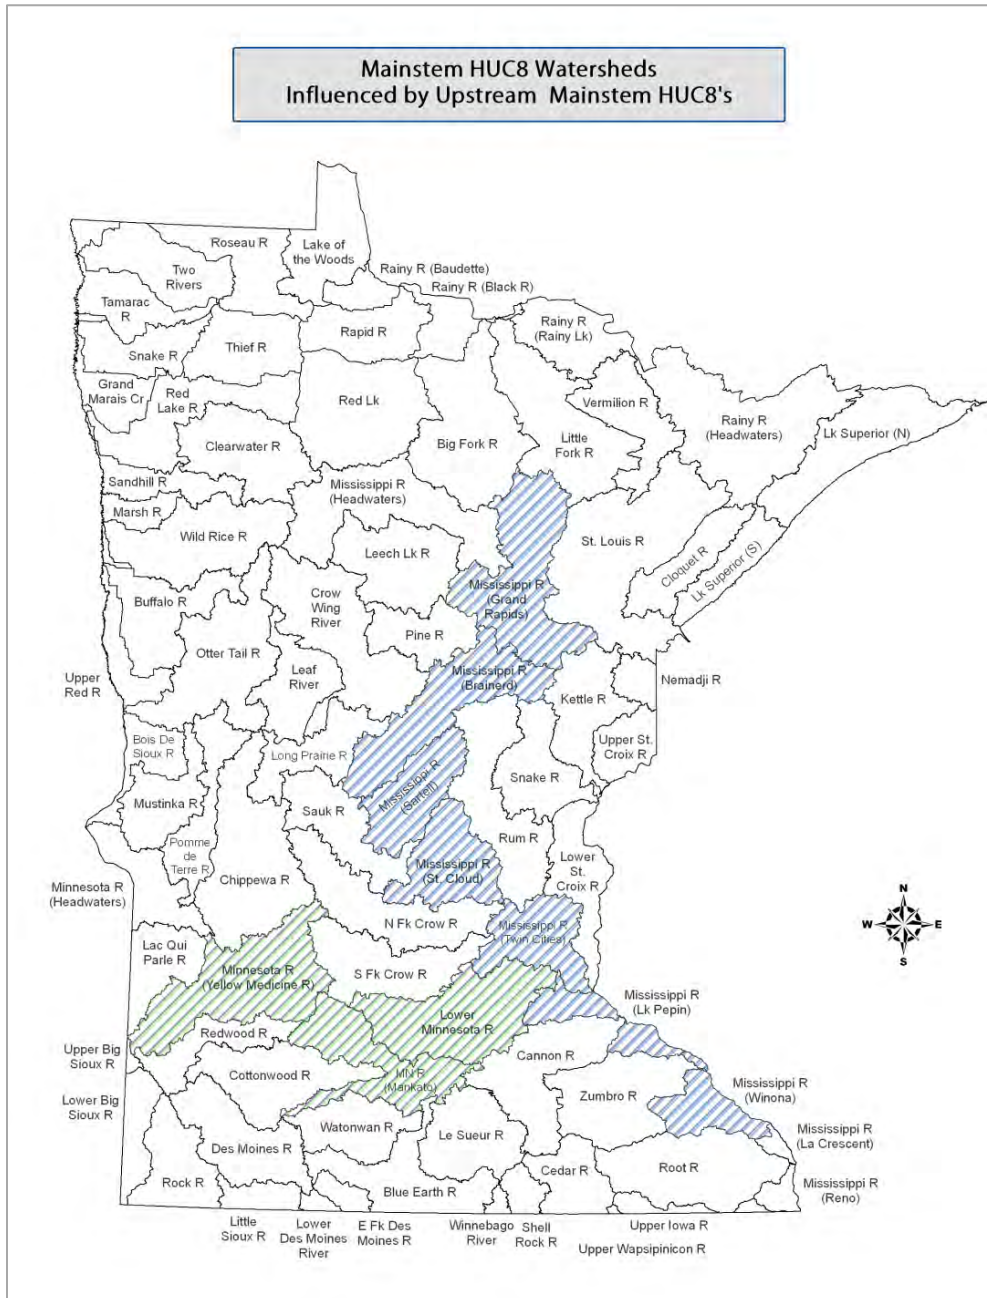 Mainstem HUC8 Watersheds
Influced by Upstream  Mainstem HUC8's
Roseau R
Lake of
the Woods
Two
Rivers
Rainy R (Baudette)
Rainy R (Black R)
Tamarac
R
Rapid R
Rainy R
(Rainy Lk)
Snake R
Thief R
Grand
Marais Cr
Red
Lake R
Red Lk
Vermilion R
Rainy R
(Headwaters)
Lk Superior (N)
Clearwater R
Big Fork R
Little
Fork R
Sandhill R
Mississippi R
(Headwaters)
Marsh R
Wild Rice R
St. Louis R
Leech Lk R
Cloquet R
Lk Superior (S)
Buffalo R
Crow
Wing
River
Mississippi R
(Grand
Rapids)
Pine R
Otter Tail R
Upper
Red R
Leaf
River
Mississippi R
(Brainerd)
Nemadji R
Kettle R
Bois De
Sioux R
Long Prairie R
Upper St.
Croix R
Mississippi R
(Sartell)
Snake R
Mustinka R
Sauk R
Pomme
de
Terre R
Rum R
Mississippi R
(St. Cloud)
Lower
St.
Croix R
Minnesota R
(Headwaters)
Chippewa R
N
W
E
S
N Fk Crow R
Mississippi R
(Twin Cities)
Lac Qui
Parle R
Minnesota R
(Yellow Medicine R)
S Fk Crow R
Mississippi R
(Lk Pepin)
Lower
Minnesota R
Redwood R
Cannon R
Upper Big
Sioux R
Cottonwood R
MN R
(Mankato)
Mississippi R
(Winona)
Lower Big
Sioux R
Zumbro R
Watonwan R
Le Sueur R
Mississippi R
(La Crescent)
Des Moines R
Cedar R
Root R
Rock R
Blue Earth R
Mississippi R
(Reno)
Little
Sioux R
Lower
Des Moines
River
E Fk Des
Moines R
Winnebago
River
Shell
Rock R
Upper Iowa R
Upper Wapsipinicon R